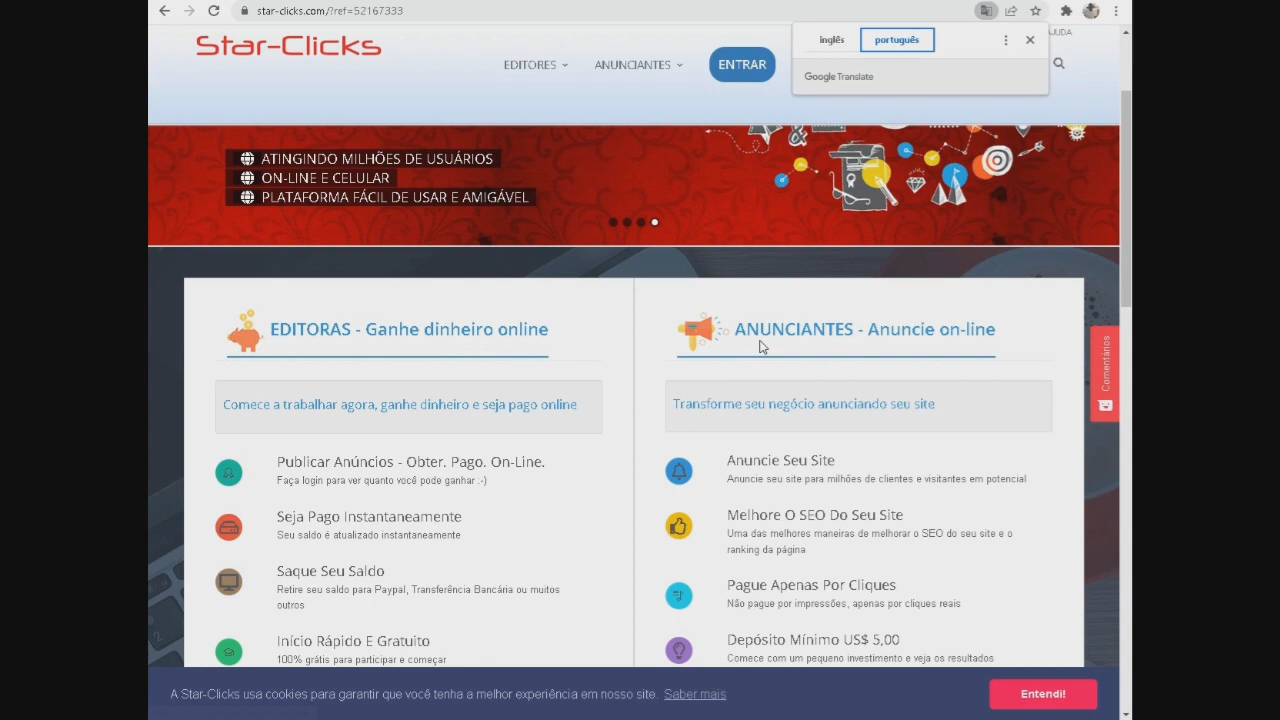 star-clicks.com/?ref=52167333
Star-Clicks
EDITORES
ANUNCIANTES
ENTRAR
inglês
português
Google Translate
AJUDA
ATINGINDO MILHÕES DE USUÁRIOS
ON-LINE E CELULAR
PLATAFORMA FÁCIL DE USAR E AMIGÁVEL
EDITORAS - Ganhe dinheiro online
Comece a trabalhar agora, ganhe dinheiro e seja pago online
Publicar Anúncios - Obter. Pago. On-Line.
Faça login para ver quanto você pode ganhar :-)
Seja Pago Instantaneamente
Seu saldo é atualizado instantaneamente
Saque Seu Saldo
Retire seu saldo para Paypal, Transferência Bancária ou muitos
outros
Início Rápido E Gratuito
100% grátis para participar e começar
ANUNCIANTES - Anuncie on-line
Transforme seu negócio anunciando seu site
Anuncie Seu Site
Anuncie seu site para milhões de clientes e visitantes em potencial
Melhore O SEO Do Seu Site
Uma das melhores maneiras de melhorar o SEO do seu site e o
ranking da página
Pague Apenas Por Cliques
Não pague por impressões, apenas por cliques reais
Depósito Mínimo US$ 5,00
Comece com um pequeno investimento e veja os resultados
Comentários
A Star-Clicks usa cookies para garantir que você tenha a melhor experiência em nosso site. Saber mais
Entendi!